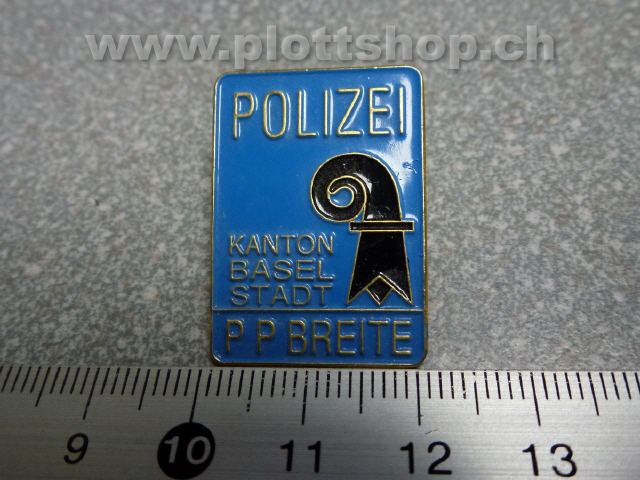 www.plottshop.ch
POLIZEI
KANTON
BASEL
STADT
P P BREITE
9 10 11 12 13